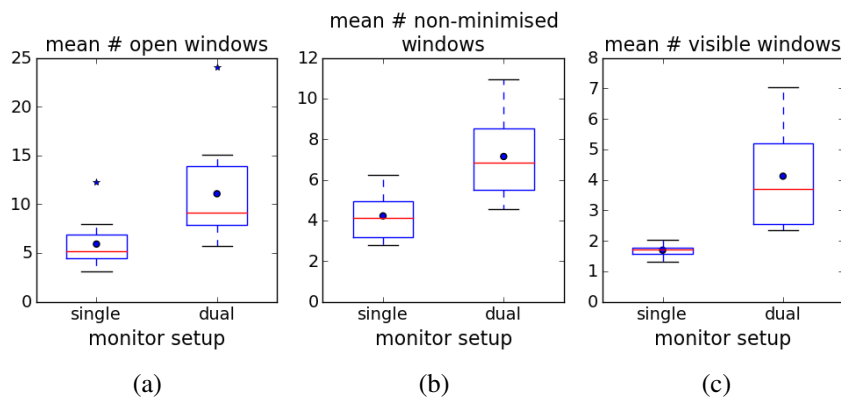 mean # open windows
25
20
15
10
5
0
single dual
monitor setup
(a)
mean # non-minimised
windows
12
10
8
6
4
2
0
single dual
monitor setup
(b)
mean # visible windows
8
7
6
5
4
3
2
1
0
single dual
monitor setup
(c)